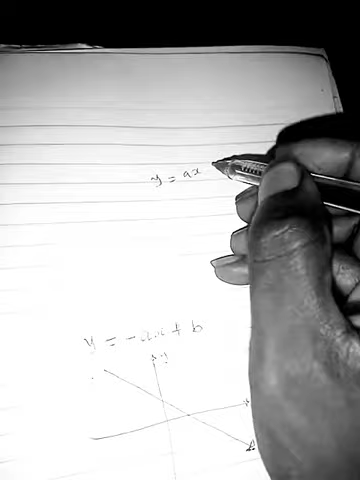 y = ax
y = -ax + b
y
x